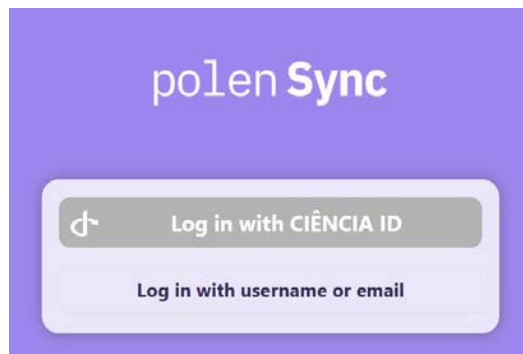 polen Sync
Log in with CIÊNCIA ID
Log in with username or email